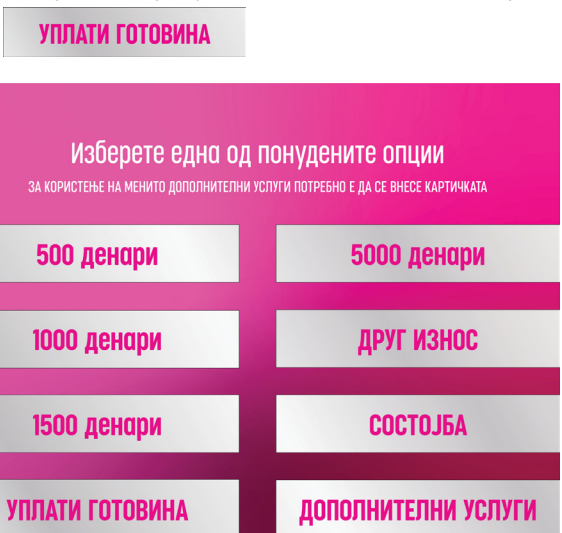 УПЛАТИ ГОТОВИНА
Изберете една од понудените опции
ЗА КОРИСТЕЊЕ НА МЕНИТО ДОПОЛНИТЕЛНИ УСЛУГИ ПОТРЕБНО Е ДА СЕ ВНЕСЕ КАРТИЧКАТА
500 денари
5000 денари
1000 денари
ДРУГ ИЗНОС
1500 денари
СОСТОЈБА
УПЛАТИ ГОТОВИНА
ДОПОЛНИТЕЛНИ УСЛУГИ